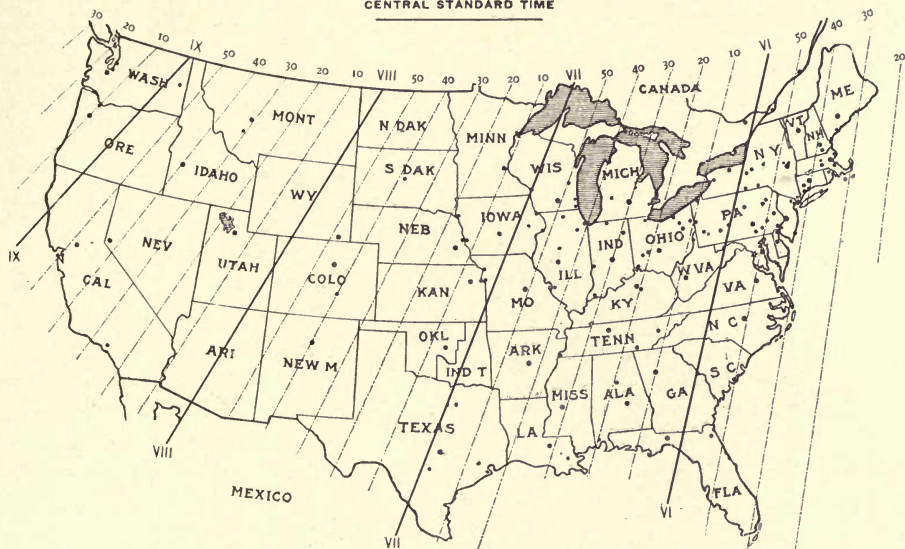 CENTRAL STANDARD TIME
30 20 10 IX 50 40 30 20 10 VIII 50 40 30 20 10 VII 50 40 30 20 10 VI 50 40 30 20
CANADA
WASH
MONT
N DAK
MINN
ME
VT
NH
ORE
IDAHO
S DAK
WIS
MICH
N Y
WY
IOWA
PA
NEV
UTAH
COLO
NEB
ILL
IND
OHIO
W VA
VA
IX
CAL
KAN
MO
KY
ARI
NEW M
OKL
IND T
ARK
TENN
N C
S C
MISS
ALA
GA
TEXAS
LA
VIII
MEXICO
FLA
VI
VII